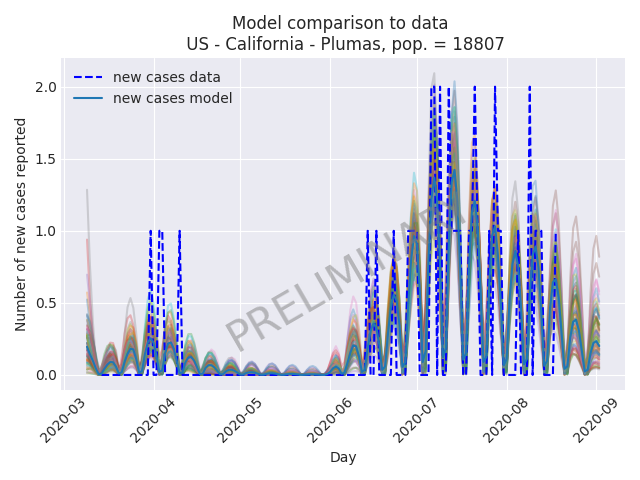 Model comparison to data
US - California - Plumas, pop. = 18807
new cases data
new cases model
Number of new cases reported
2.0
1.5
1.0
0.5
0.0
PRELIMINARY
2020-03
2020-04
2020-05
2020-06
2020-07
2020-08
2020-09
Day